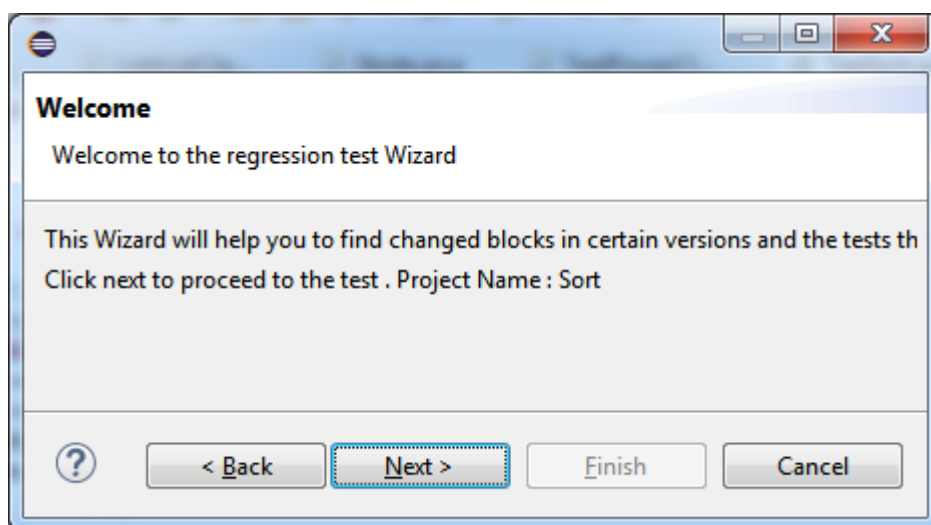 Welcome
Welcome to the regression test Wizard
This Wizard will help you to find changed blocks in certain versions and the tests th
Click next to proceed to the test . Project Name : Sort
? < Back Next > Finish Cancel